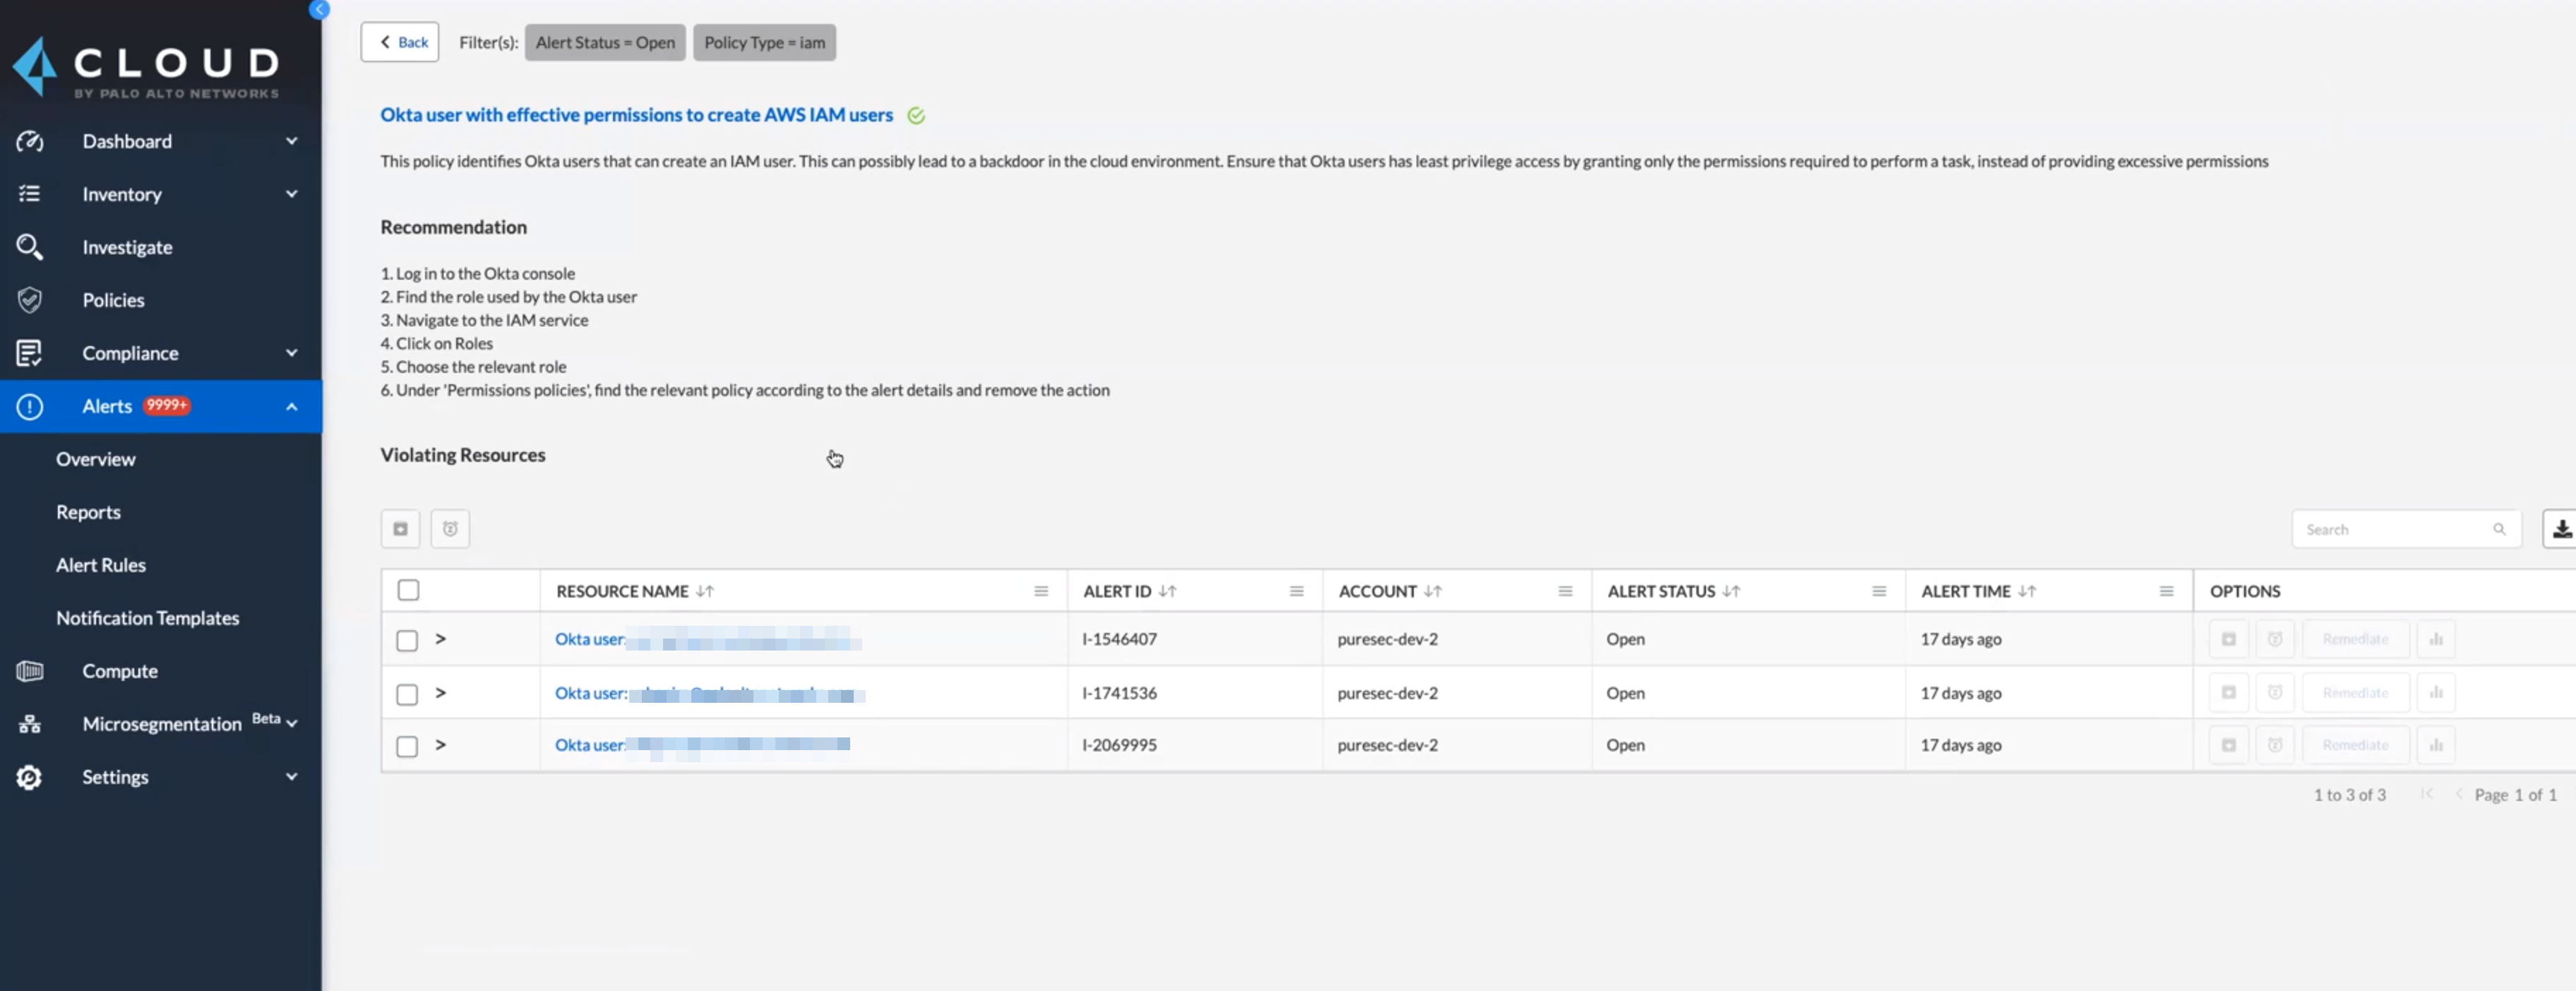 CLOUD
BY PALO ALTO NETWORKS
Dashboard
Inventory
Investigate
Policies
Compliance
Alerts 9999+
Overview
Reports
Alert Rules
Notification Templates
Compute
Microsegmentation Beta
Settings
Back Filter(s): Alert Status = Open Policy Type = iam
Okta user with effective permissions to create AWS IAM users
This policy identifies Okta users that can create an IAM user. This can possibly lead to a backdoor in the cloud environment. Ensure that Okta users has least privilege access by granting only the permissions required to perform a task, instead of providing excessive permissions
Recommendation
1. Log in to the Okta console
2. Find the role used by the Okta user
3. Navigate to the IAM service
4. Click on Roles
5. Choose the relevant role
6. Under 'Permissions policies', find the relevant policy according to the alert details and remove the action
Violating Resources
Search
RESOURCE NAME ALERT ID ACCOUNT ALERT STATUS ALERT TIME OPTIONS
> Okta user: I-1546407 puresec-dev-2 Open 17 days ago Remediate
> Okta user: I-1741536 puresec-dev-2 Open 17 days ago Remediate
> Okta user: I-2069995 puresec-dev-2 Open 17 days ago Remediate
1 to 3 of 3 Page 1 of 1